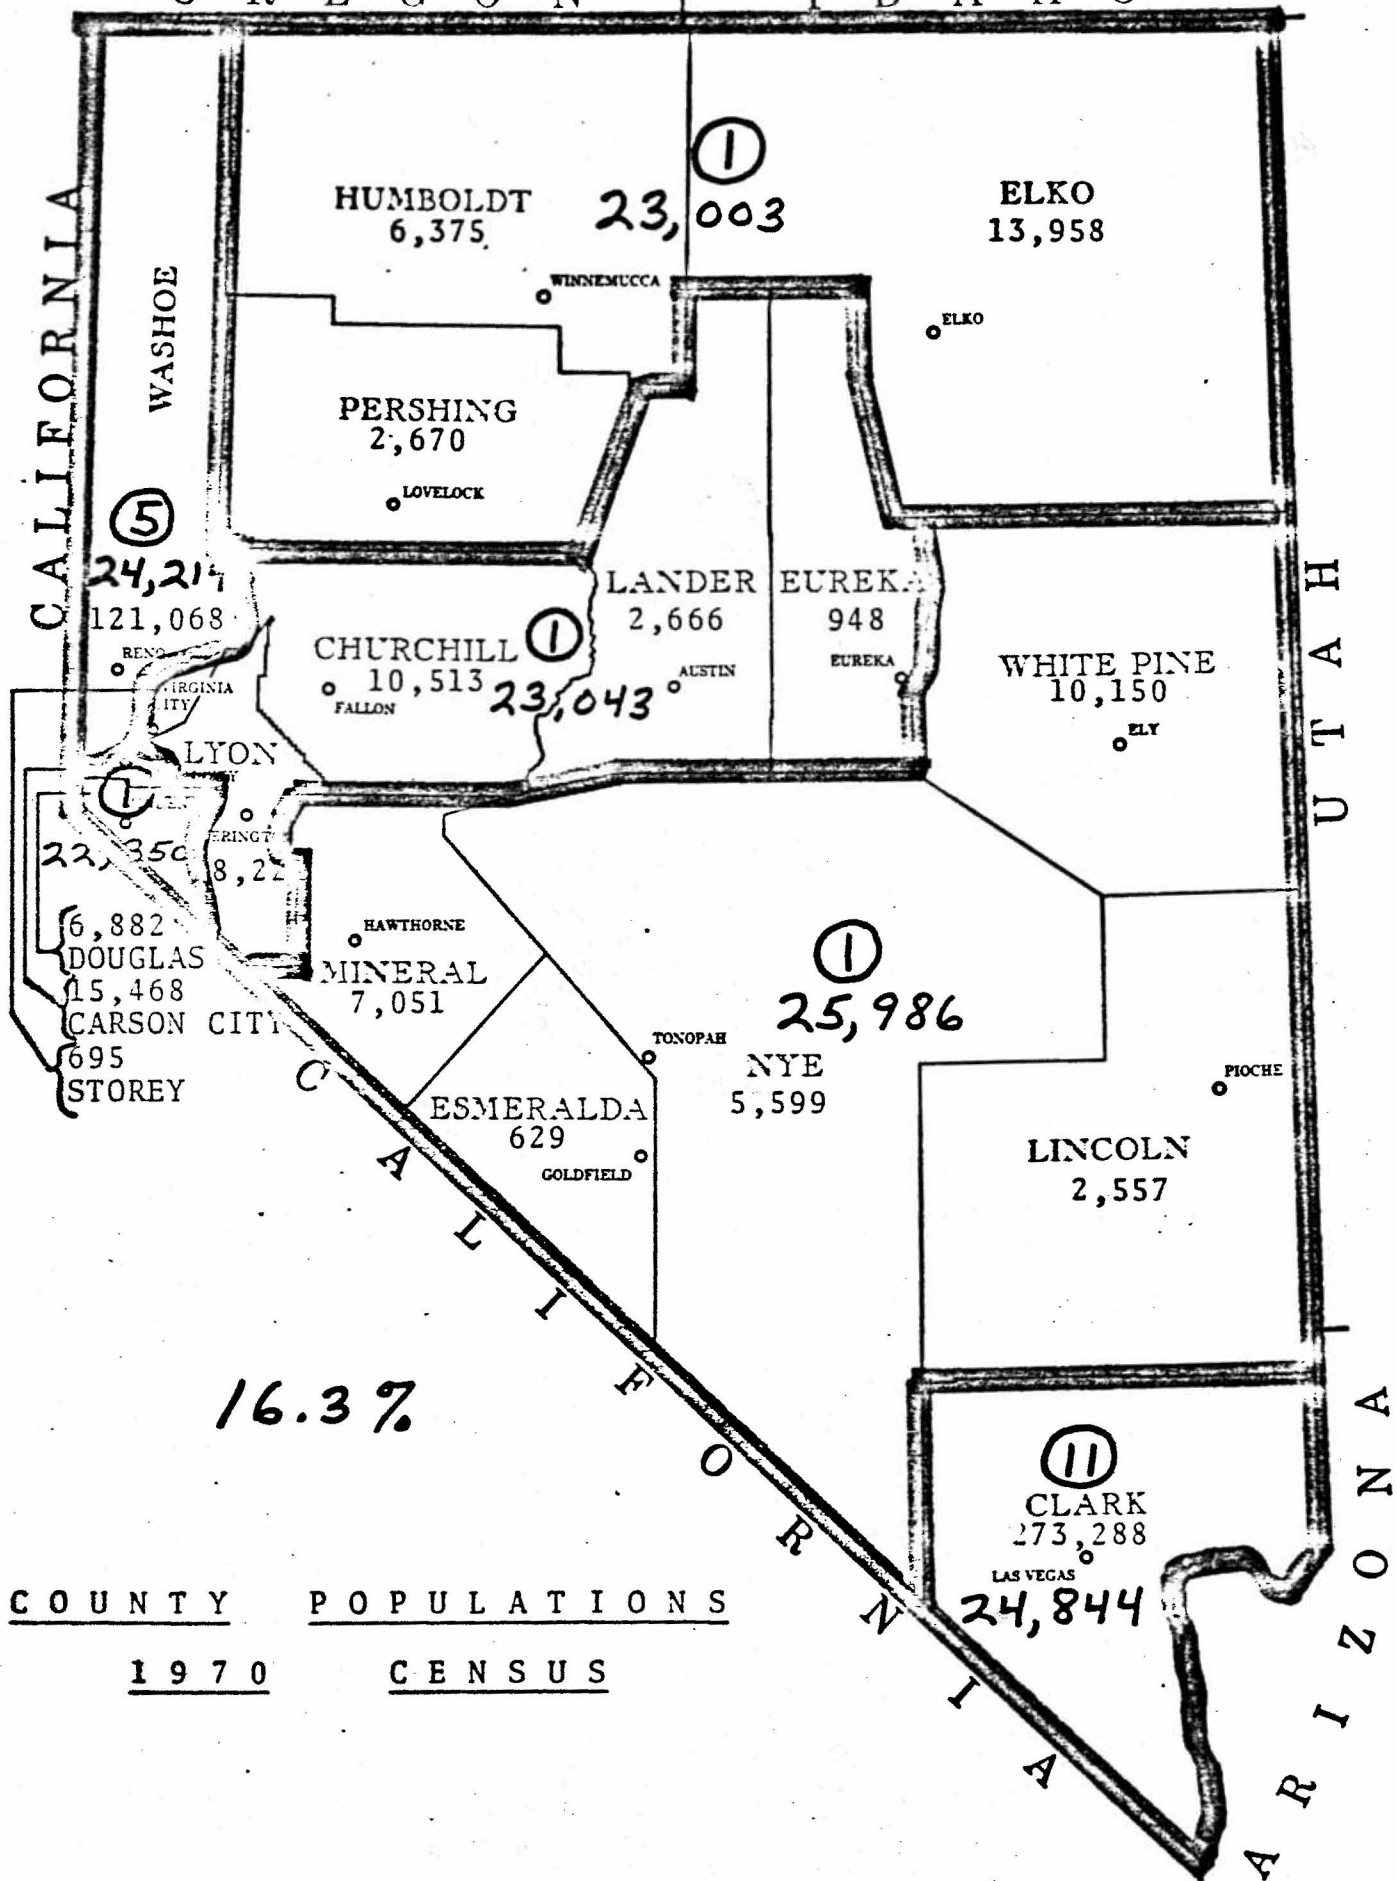 O R E G O N I D A H O
CALIFORNIA
WASHOE
HUMBOLDT
6,375
23,003
①
ELKO
13,958
WINNEMUCCA
ELKO
PERSHING
2,670
LOVELOCK
⑤
24,214
121,068
CHURCHILL
10,513
①
23,043
FALLON
LANDER
2,666
AUSTIN
EUREKA
948
EUREKA
WHITE PINE
10,150
ELY
UTAH
LYON
①
22,350
6,882
DOUGLAS
15,468
CARSON CITY
695
STOREY
HAWTHORNE
MINERAL
7,051
①
25,986
TONOPAH
NYE
5,599
ESMERALDA
629
GOLDFIELD
PIOCHE
LINCOLN
2,557
CALIFORNIA
16.3%
⑪
CLARK
273,288
LAS VEGAS
24,844
ARIZONA
COUNTY POPULATIONS
1970 CENSUS